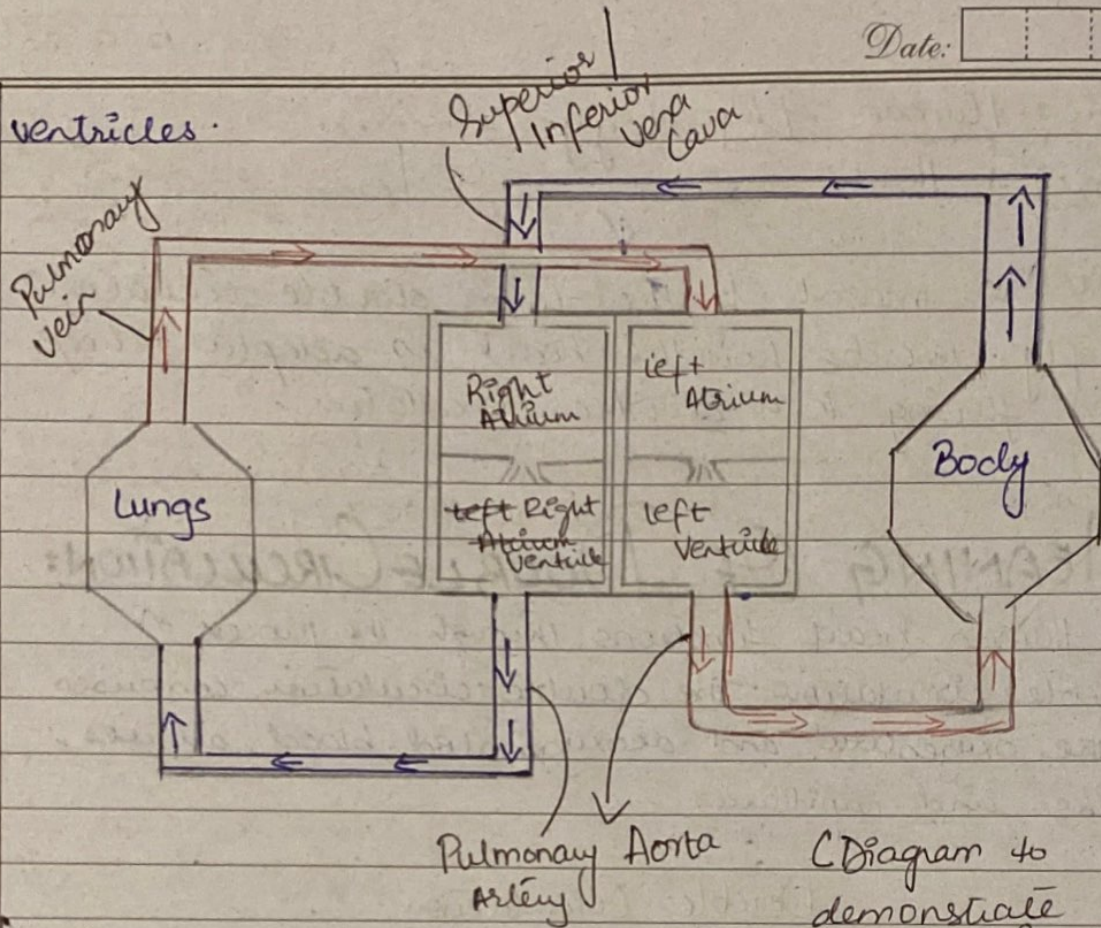 Date:
ventricles.
Superior
Inferior
Vena
Cava
Pulmonary
vein
Right
Atrium
left
Atrium
Lungs
Body
left Right
Atrium
Ventricle
left
Ventricle
Pulmonary
Artery
Aorta
(Diagram to
demonstrate